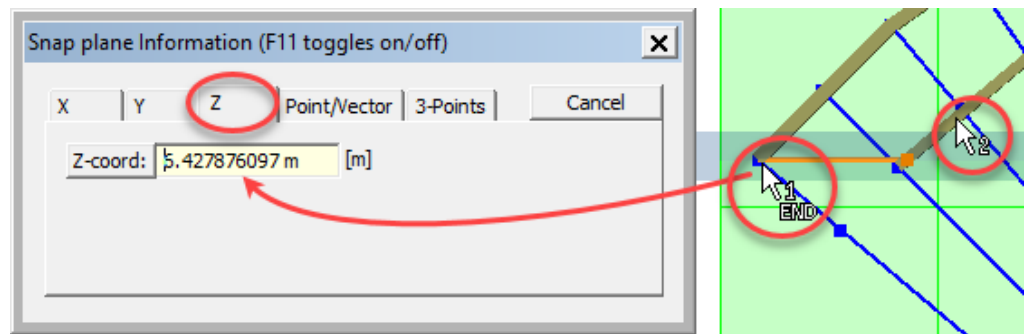 Snap plane Information (F11 toggles on/off)
X Y Z Point/Vector 3-Points Cancel
Z-coord: 5.427876097 m [m]
1
END
2